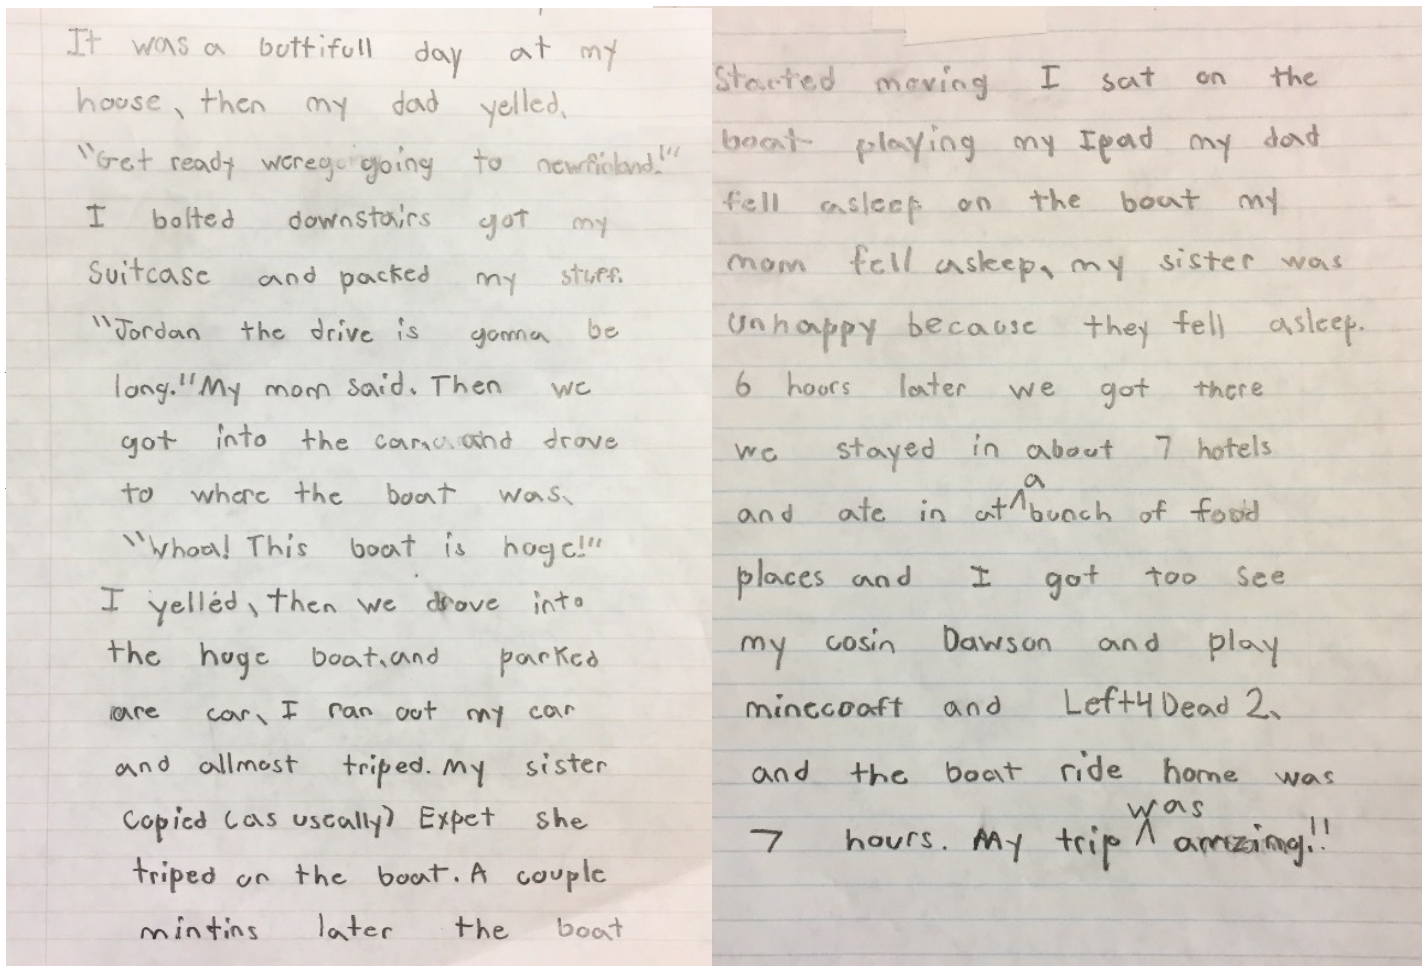 It was a buttifull day at my
house, then my dad yelled,
"Get ready were going to newfinland!"
I bolted downstairs got my
suitcase and packed my stuff.
"Jordan the drive is gonna be
long." My mom said. Then we
got into the car and drove
to where the boat was,
"Whoa! This boat is huge!"
I yelled, then we drove into
the huge boat, and parked
are car, I ran out my car
and allmost triped. My sister
copied (as uscally) Expet she
triped on the boat. A couple
mintins later the boat
Started moving I sat on the
boat playing my Ipad my dad
fell asleep on the boat my
mom fell asleep, my sister was
unhappy because they fell asleep.
6 hours later we got there
we stayed in about 7 hotels
and ate in at a bunch of food
places and I got too see
my cosin Dawson and play
minecoaft and Left4Dead 2,
and the boat ride home was
7 hours. My trip was amzing!!